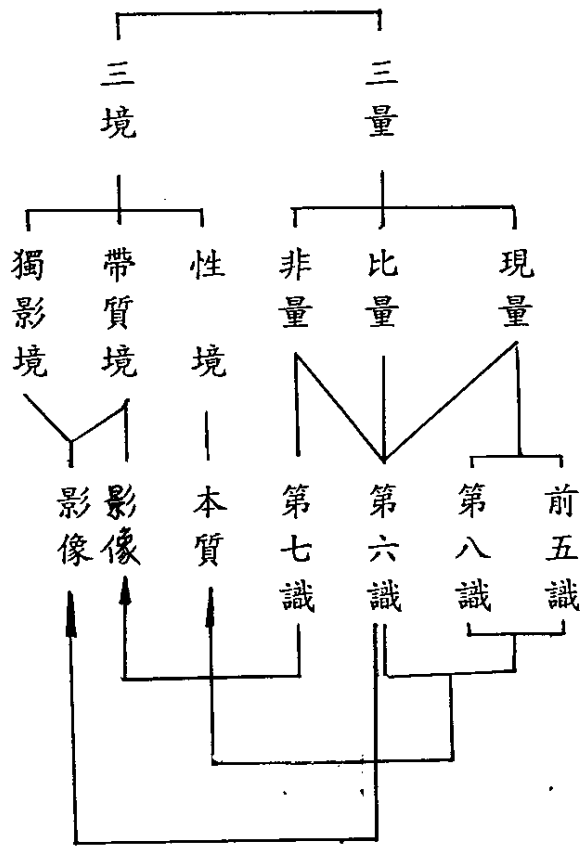 三量
三境
現量
比量
非量
性境
帶質境
獨影境
前五識
第八識
第六識
第七識
本質
影像
影像